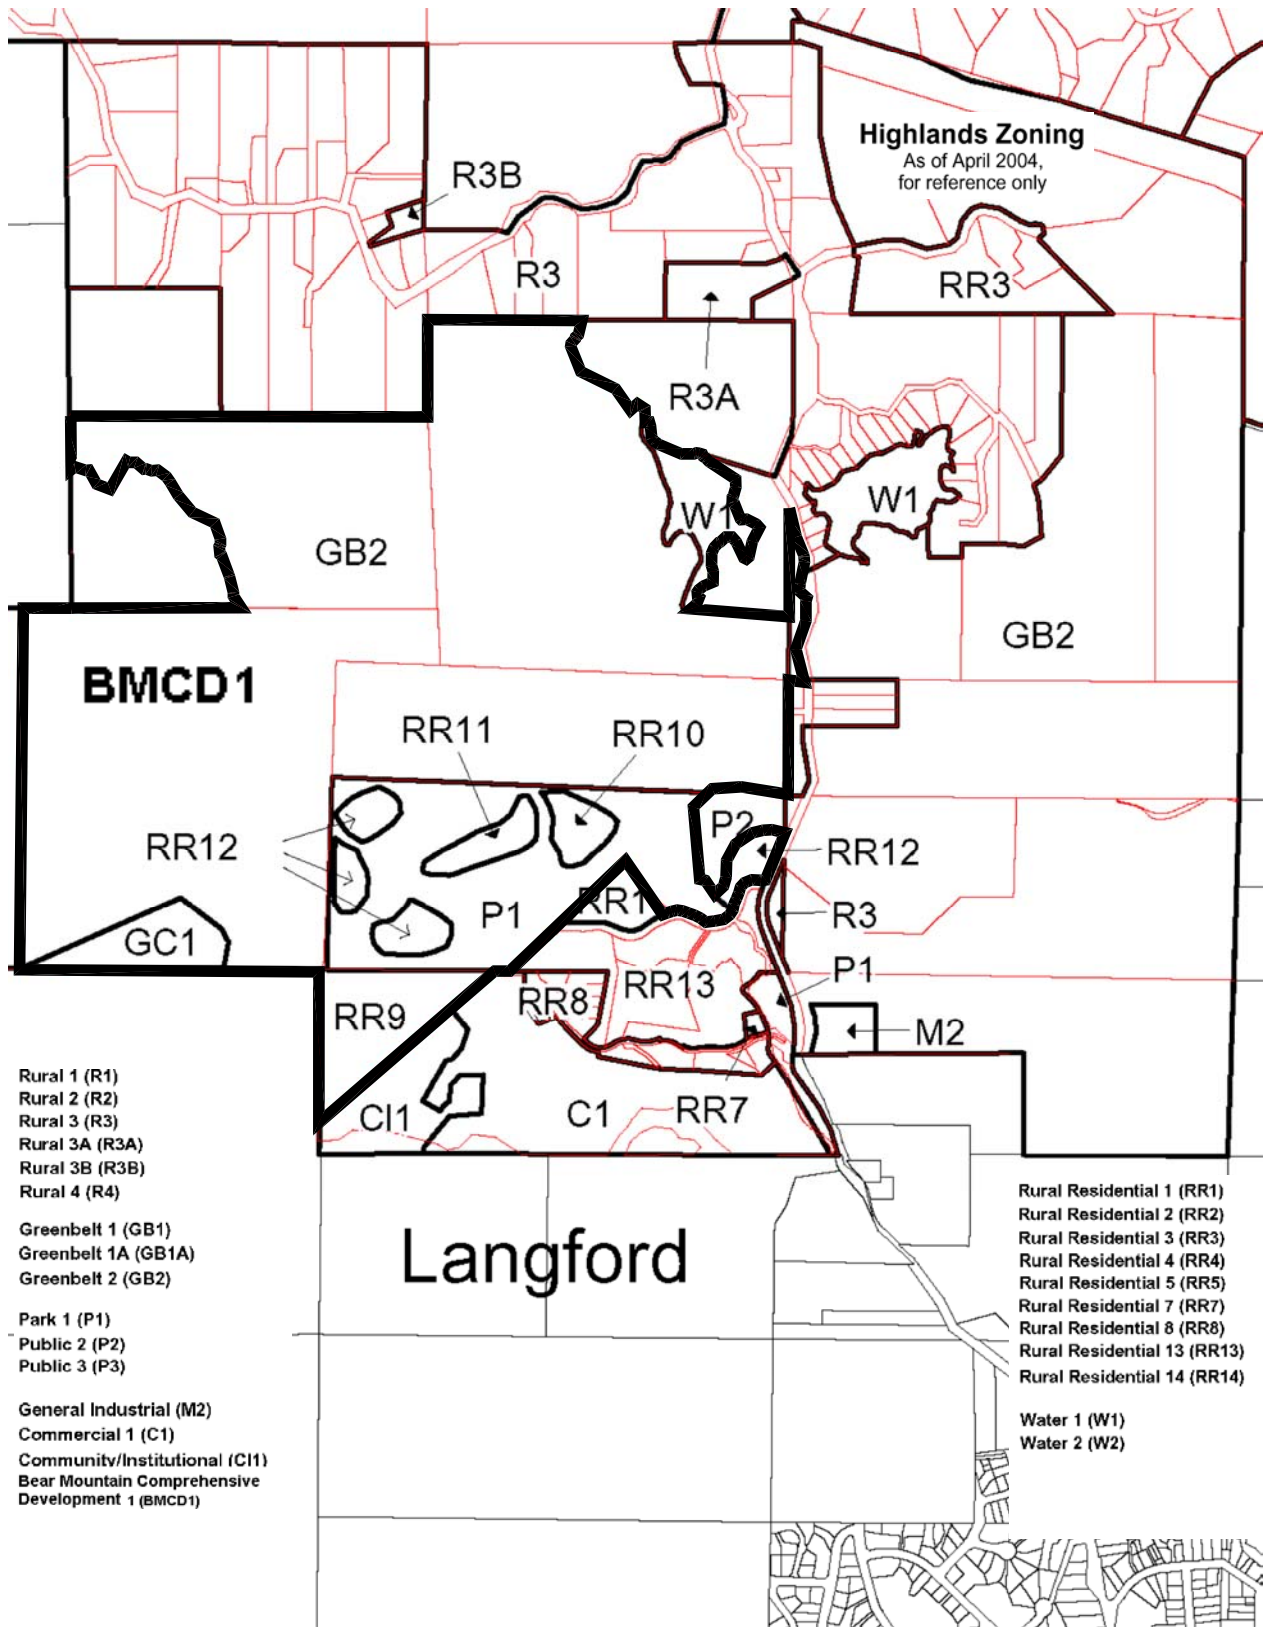 Highlands Zoning
As of April 2004,
for reference only
R3B
R3
RR3
R3A
W1
W1
GB2
GB2
BMCD1
RR11
RR10
P2
RR12
RR12
P1
RR1
R3
GC1
P1
RR13
RR8
RR9
M2
CI1
C1
RR7
Langford
Rural 1 (R1)
Rural 2 (R2)
Rural 3 (R3)
Rural 3A (R3A)
Rural 3B (R3B)
Rural 4 (R4)
Greenbelt 1 (GB1)
Greenbelt 1A (GB1A)
Greenbelt 2 (GB2)
Park 1 (P1)
Public 2 (P2)
Public 3 (P3)
General Industrial (M2)
Commercial 1 (C1)
Community/Institutional (CI1)
Bear Mountain Comprehensive
Development 1 (BMCD1)
Rural Residential 1 (RR1)
Rural Residential 2 (RR2)
Rural Residential 3 (RR3)
Rural Residential 4 (RR4)
Rural Residential 5 (RR5)
Rural Residential 7 (RR7)
Rural Residential 8 (RR8)
Rural Residential 13 (RR13)
Rural Residential 14 (RR14)
Water 1 (W1)
Water 2 (W2)